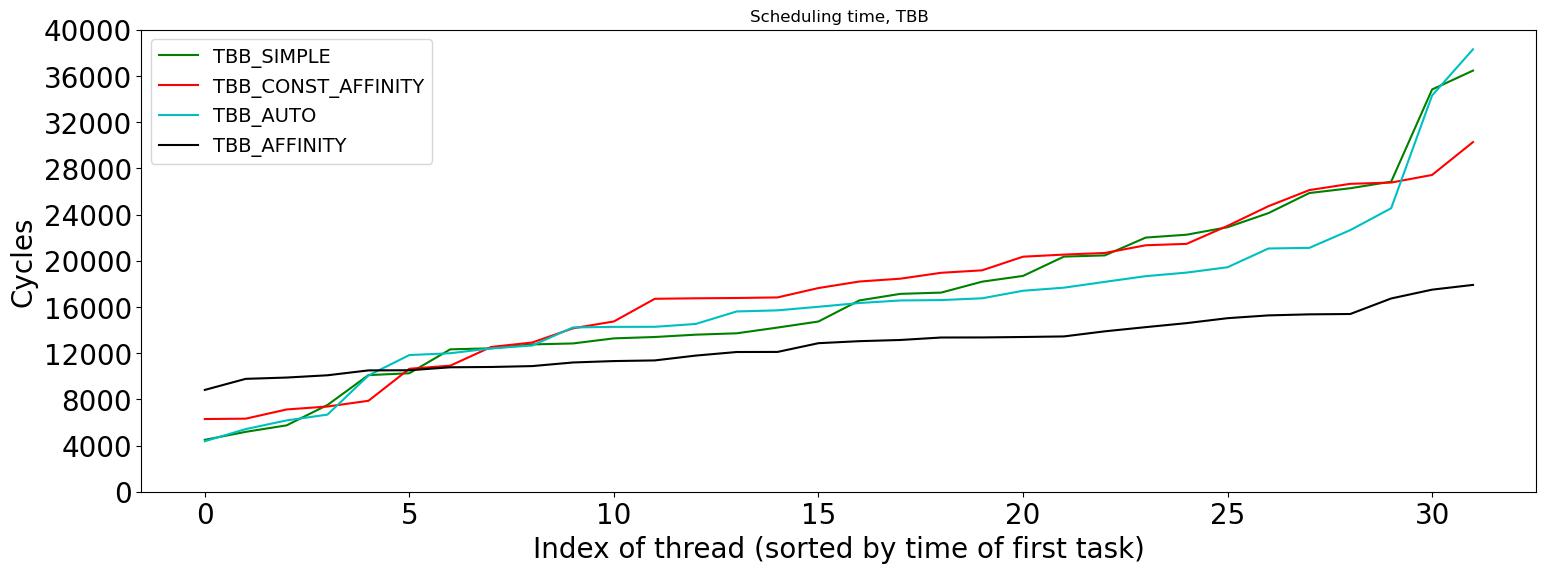 Scheduling time, TBB
40000
36000
32000
28000
24000
20000
16000
12000
8000
4000
0
Cycles
TBB_SIMPLE
TBB_CONST_AFFINITY
TBB_AUTO
TBB_AFFINITY
0 5 10 15 20 25 30
Index of thread (sorted by time of first task)